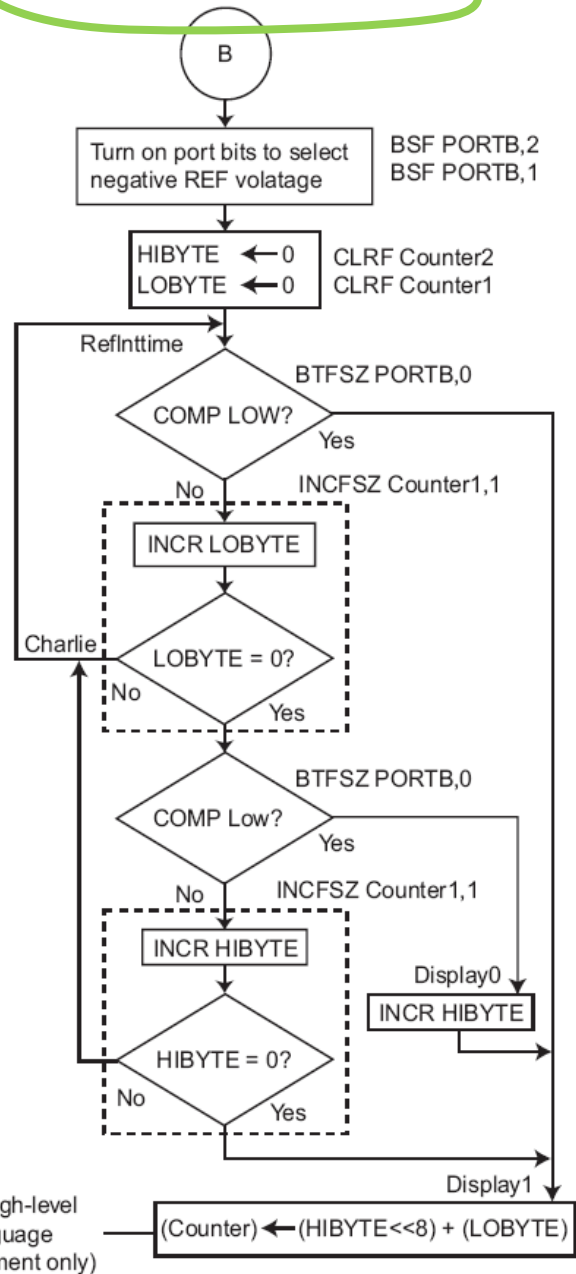 B
Turn on port bits to select
negative REF volatage
BSF PORTB,2
BSF PORTB,1
HIBYTE ← 0
LOBYTE ← 0
CLRF Counter2
CLRF Counter1
RefInttime
BTFSZ PORTB,0
COMP LOW?
Yes
No
INCFSZ Counter1,1
INCR LOBYTE
Charlie
LOBYTE = 0?
No
Yes
BTFSZ PORTB,0
COMP Low?
Yes
No
INCFSZ Counter1,1
INCR HIBYTE
Display0
INCR HIBYTE
HIBYTE = 0?
No
Yes
Display1
(Counter) ← (HIBYTE<<8) + (LOBYTE)
gh-level
guage
ment only)